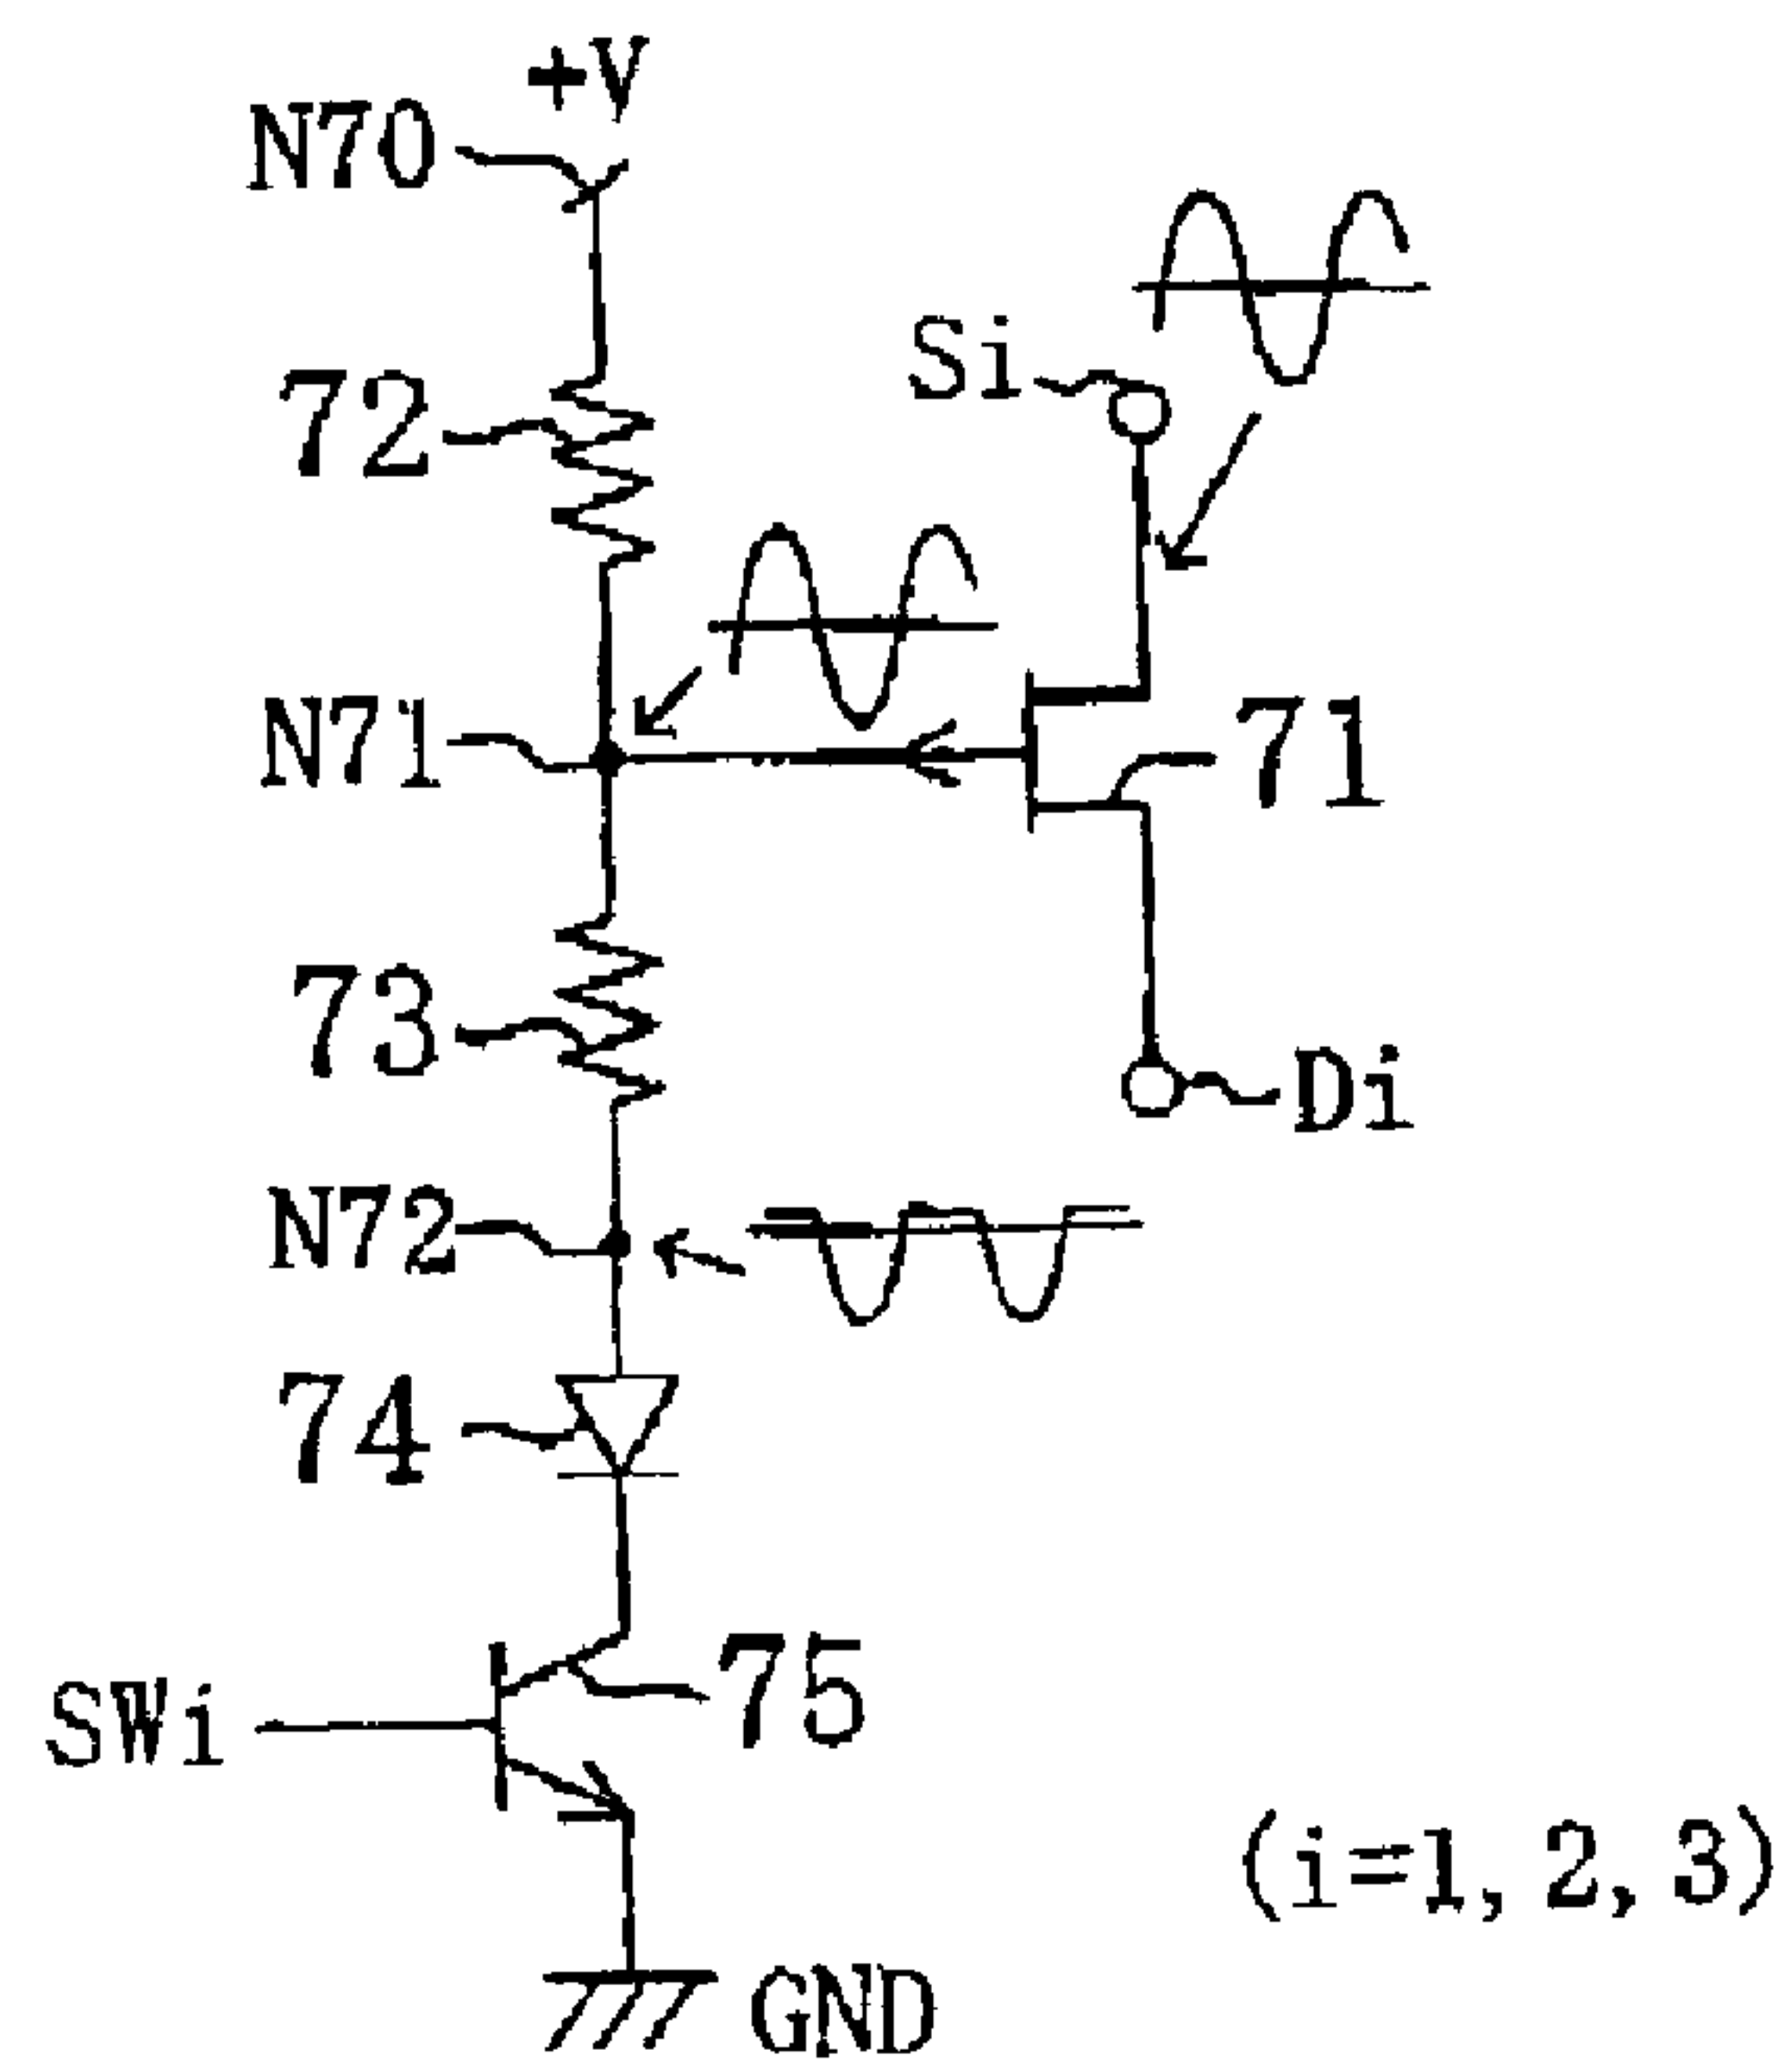 +V
N70
Si
72
N71
71
73
Di
N72
74
75
SWi
(i=1, 2, 3)
GND